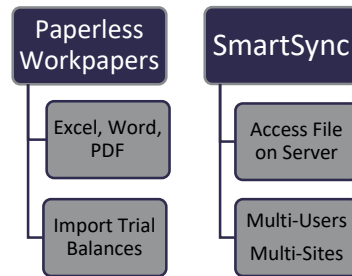 Paperless
Workpapers
Excel, Word,
PDF
Import Trial
Balances
SmartSync
Access File
on Server
Multi-Users
Multi-Sites